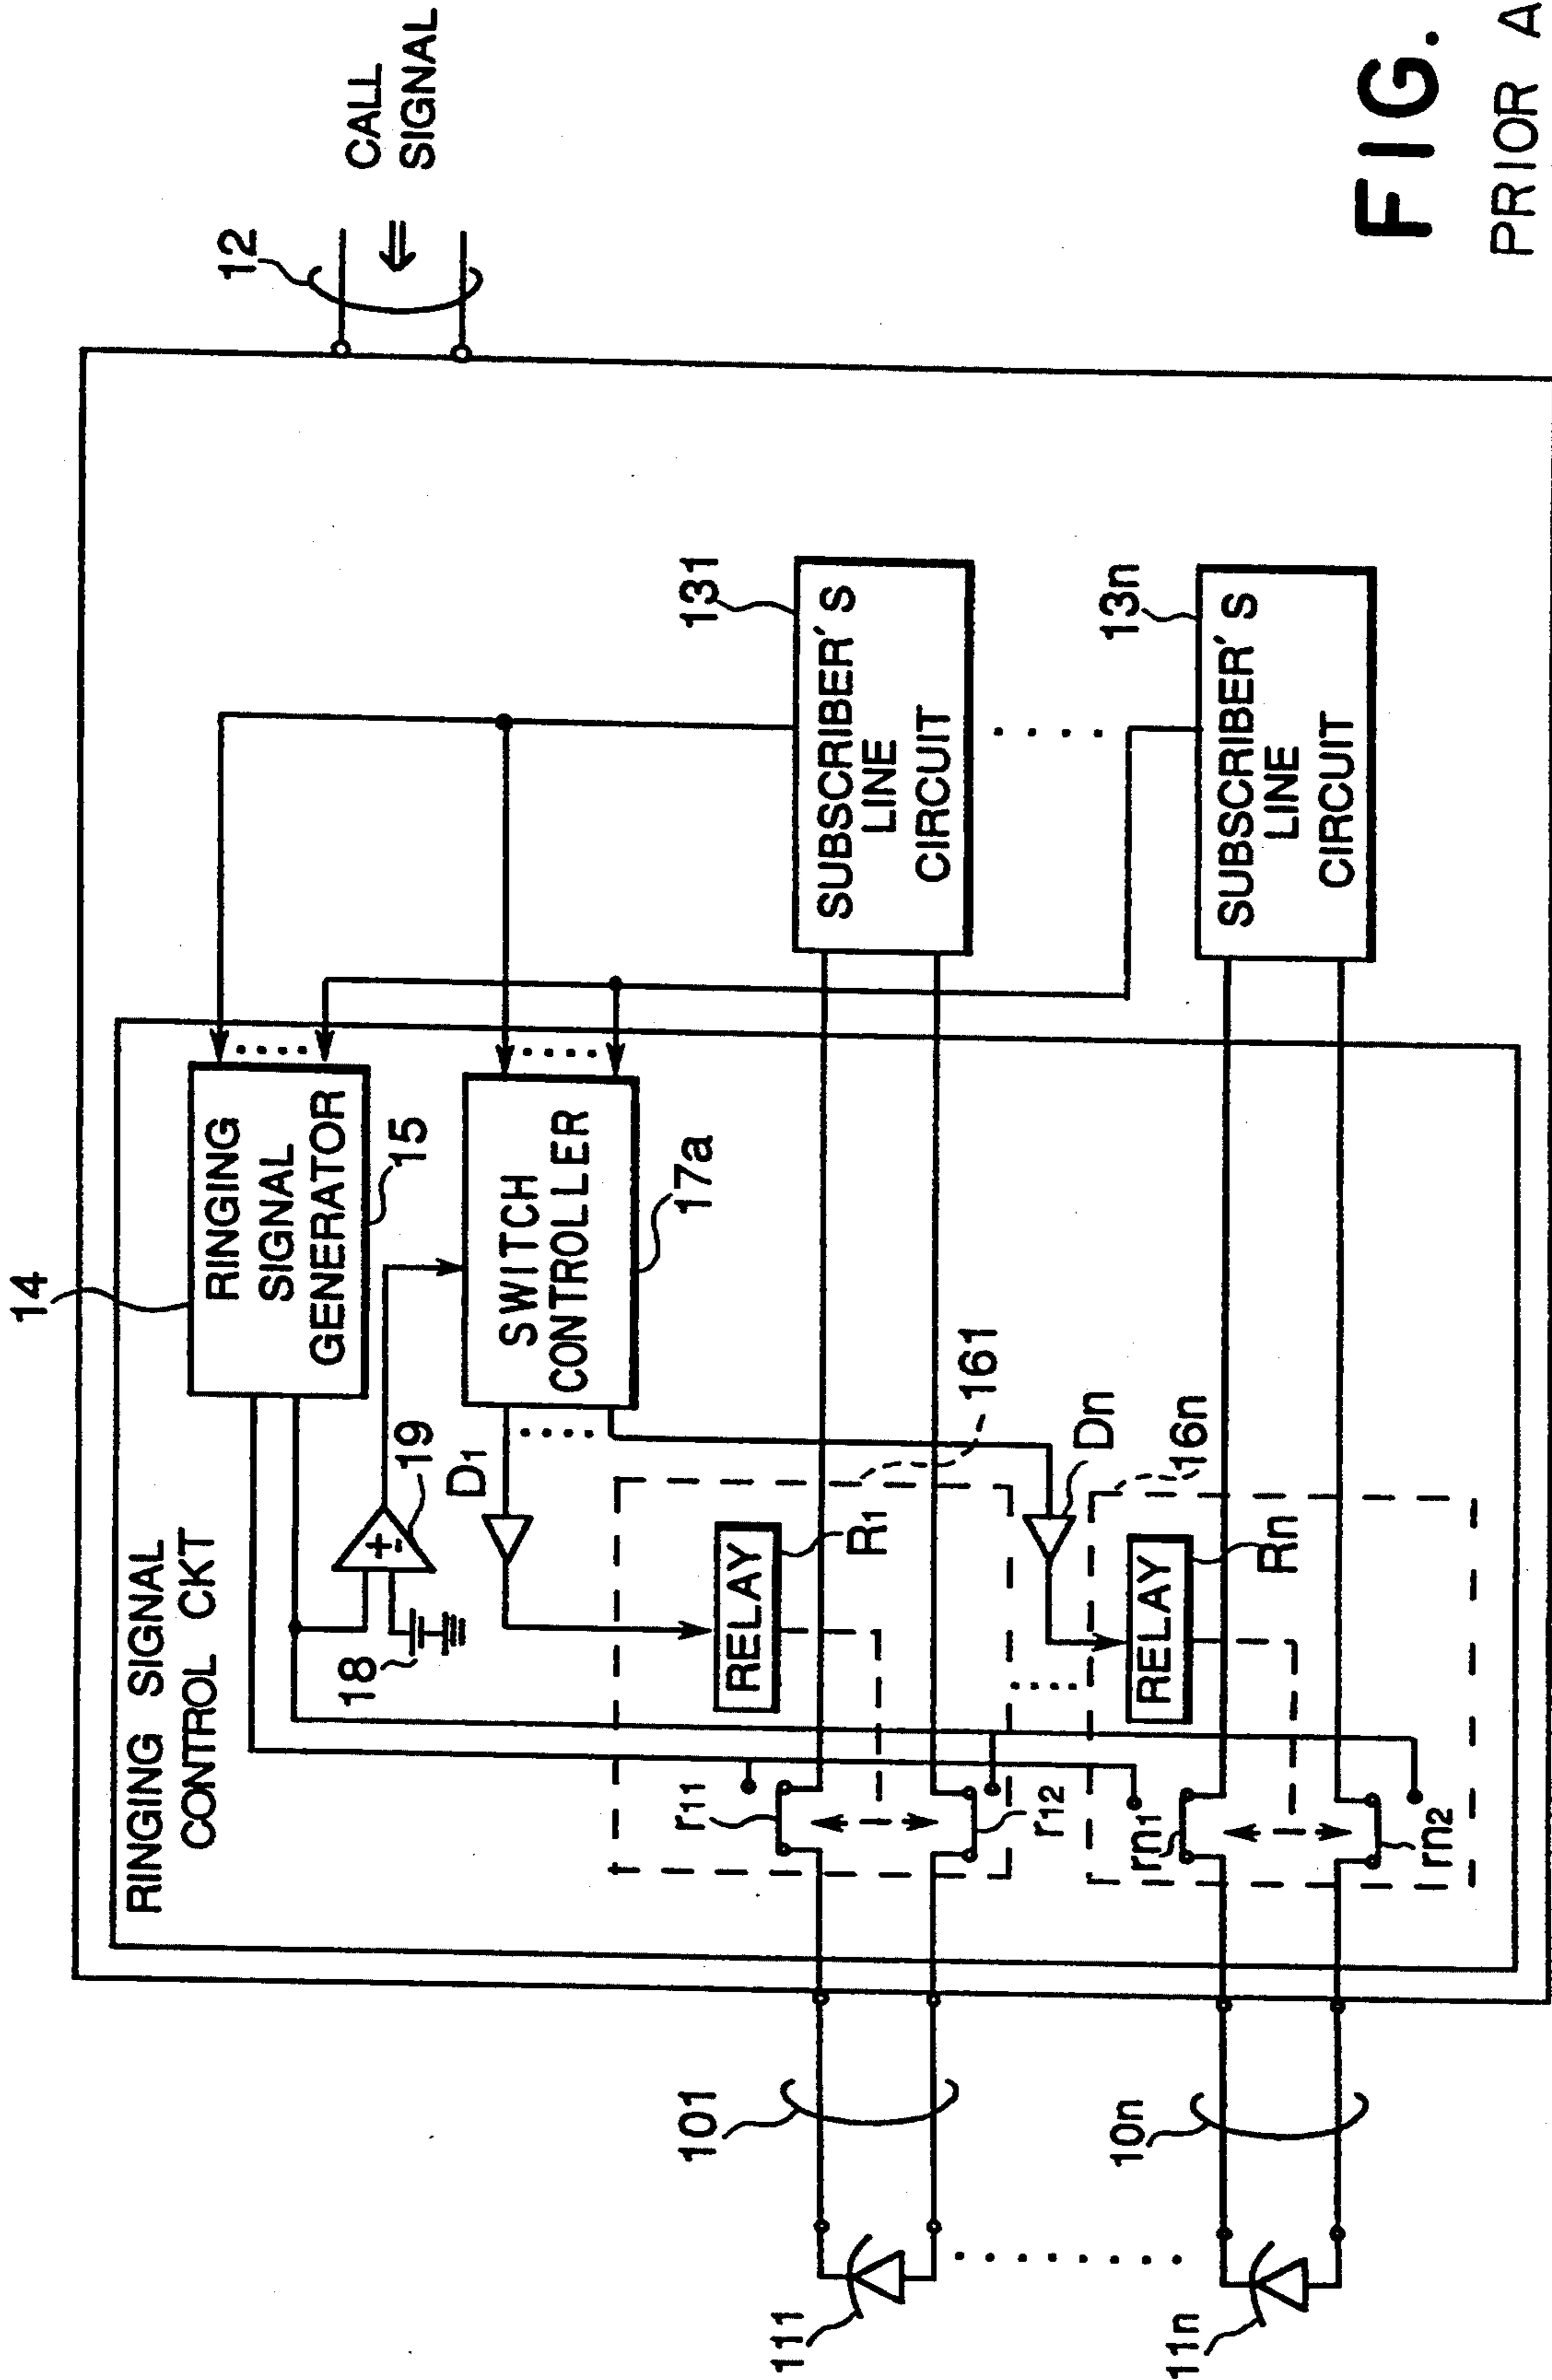 14
RINGING SIGNAL
CONTROL CKT
RINGING
SIGNAL
GENERATOR
15
12
CALL
SIGNAL
18
19
D1
SWITCH
CONTROLLER
17a
RELAY
R1
161
131
SUBSCRIBER'S
LINE
CIRCUIT
r11
r12
101
111
Dn
16n
RELAY
Rn
13n
SUBSCRIBER'S
LINE
CIRCUIT
rn1
rn2
10n
11n
FIG.
PRIOR A